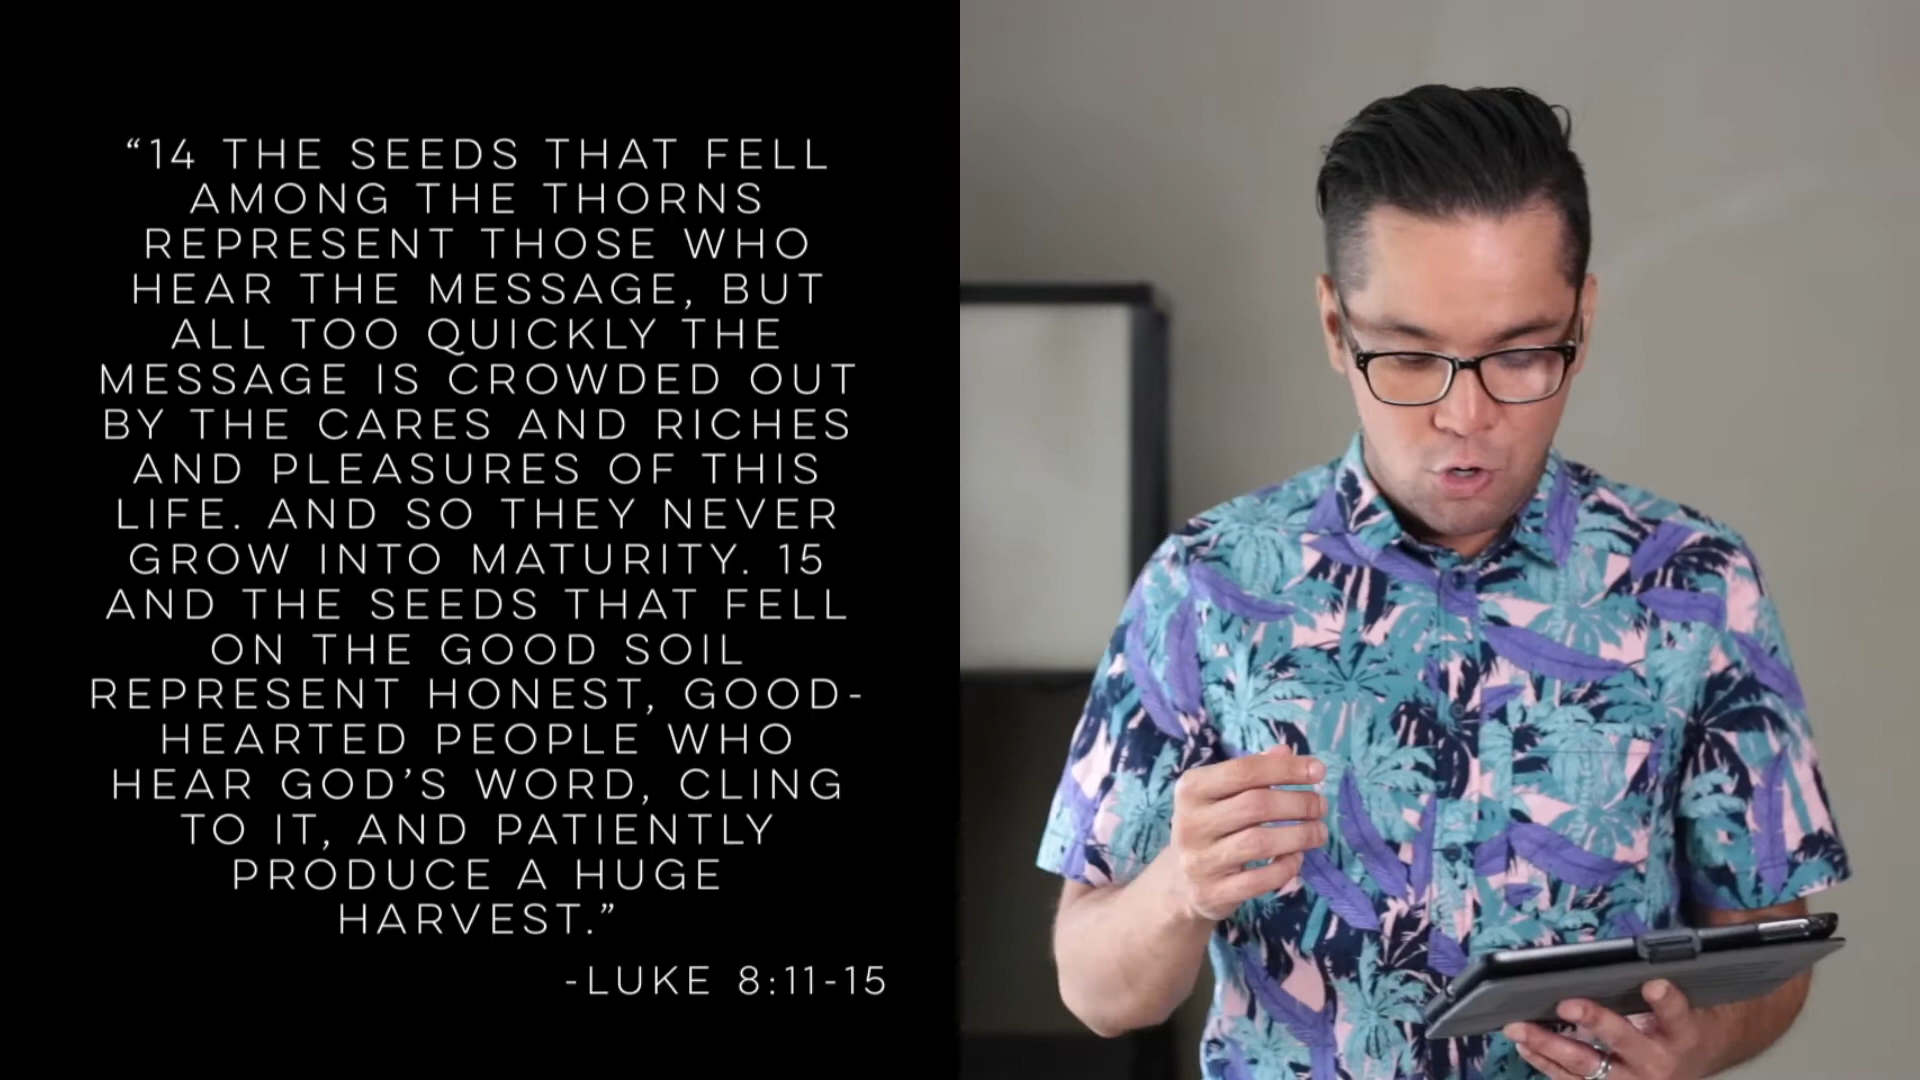 “14 THE SEEDS THAT FELL
AMONG THE THORNS
REPRESENT THOSE WHO
HEAR THE MESSAGE, BUT
ALL TOO QUICKLY THE
MESSAGE IS CROWDED OUT
BY THE CARES AND RICHES
AND PLEASURES OF THIS
LIFE. AND SO THEY NEVER
GROW INTO MATURITY. 15
AND THE SEEDS THAT FELL
ON THE GOOD SOIL
REPRESENT HONEST, GOOD-
HEARTED PEOPLE WHO
HEAR GOD’S WORD, CLING
TO IT, AND PATIENTLY
PRODUCE A HUGE
HARVEST.”
-LUKE 8:11-15